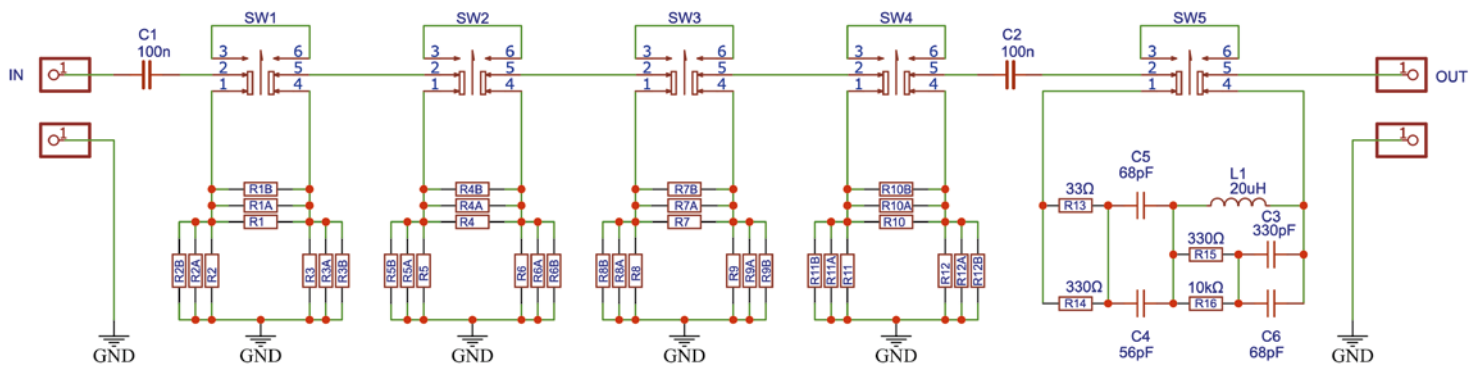 SW1 SW2 SW3 SW4 SW5
C1 C2
100n 100n
3 6 3 6 3 6 3 6 3 6
IN 1 2 5 2 5 2 5 2 5 2 5 1 OUT
1 4 1 4 1 4 1 4 1 4
1 1
C5
68pF L1
R1B R4B R7B R10B 33Ω 20uH
R1A R4A R7A R10A R13 C3
R1 R4 R7 R10 330pF
330Ω
R15
R2B R2A R2 R3 R3A R3B R5B R5A R5 R6 R6A R6B R8B R8A R8 R9 R9A R9B R11B R11A R11 R12 R12A R12B
330Ω 10kΩ
R14 R16
C4 C6
56pF 68pF
GND GND GND GND GND GND